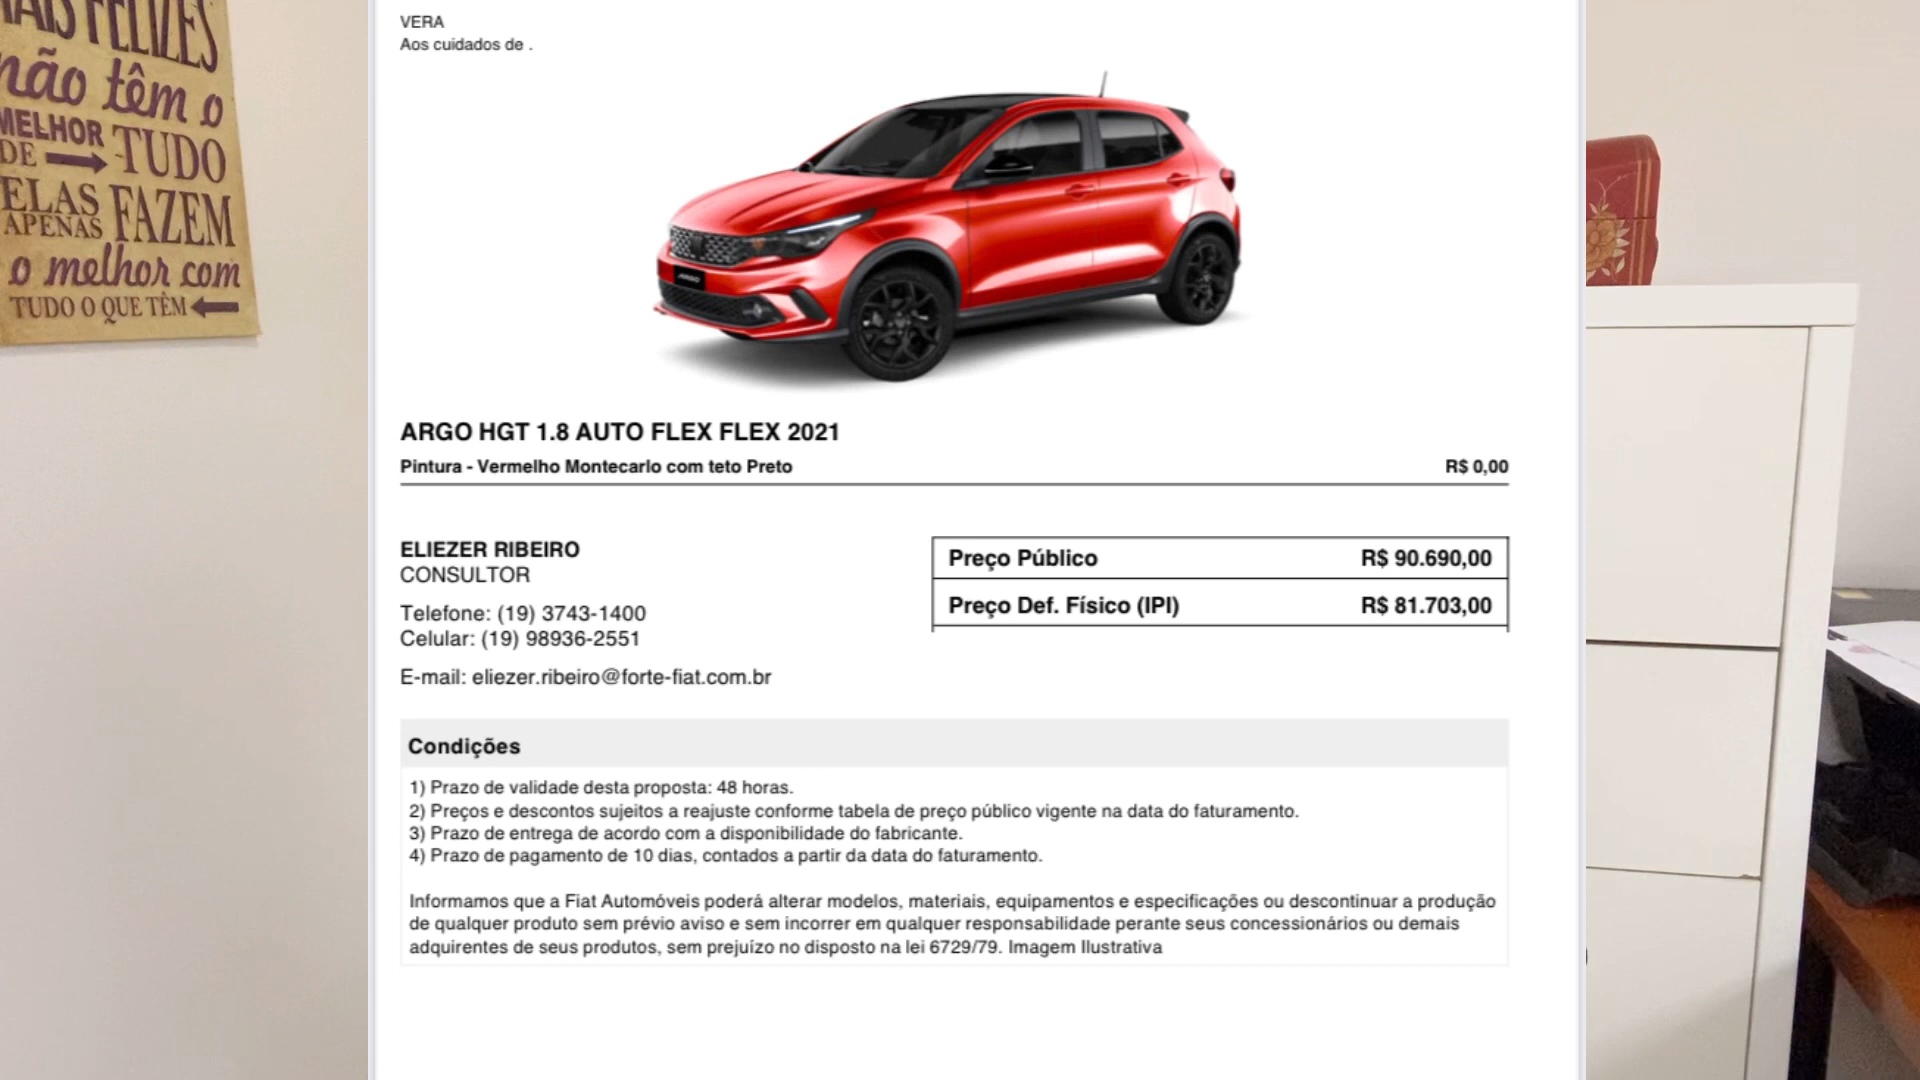 FELIZES
não têm o
MELHOR
DE TUDO
ELAS
APENAS FAZEM
o melhor com
TUDO O QUE TÊM
VERA
Aos cuidados de .
ARGO
ARGO HGT 1.8 AUTO FLEX FLEX 2021
Pintura - Vermelho Montecarlo com teto Preto R$ 0,00
ELIEZER RIBEIRO
CONSULTOR
Telefone: (19) 3743-1400
Celular: (19) 98936-2551
E-mail: eliezer.ribeiro@forte-fiat.com.br
Preço Público R$ 90.690,00
Preço Def. Físico (IPI) R$ 81.703,00
Condições
1) Prazo de validade desta proposta: 48 horas.
2) Preços e descontos sujeitos a reajuste conforme tabela de preço público vigente na data do faturamento.
3) Prazo de entrega de acordo com a disponibilidade do fabricante.
4) Prazo de pagamento de 10 dias, contados a partir da data do faturamento.
Informamos que a Fiat Automóveis poderá alterar modelos, materiais, equipamentos e especificações ou descontinuar a produção
de qualquer produto sem prévio aviso e sem incorrer em qualquer responsabilidade perante seus concessionários ou demais
adquirentes de seus produtos, sem prejuízo no disposto na lei 6729/79. Imagem Ilustrativa